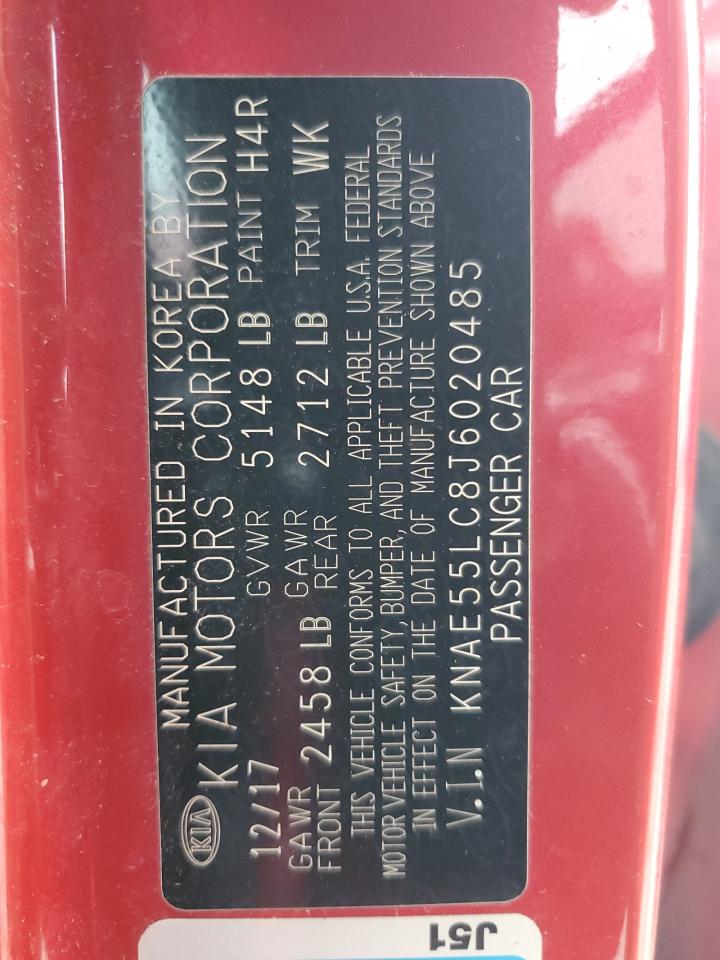 KIA
MANUFACTURED IN KOREA BY
KIA MOTORS CORPORATION
12/17 GVWR 5148 LB PAINT H4R
GAWR FRONT 2458 LB GAWR REAR 2712 LB TRIM WK
THIS VEHICLE CONFORMS TO ALL APPLICABLE U.S.A. FEDERAL
MOTOR VEHICLE SAFETY, BUMPER, AND THEFT PREVENTION STANDARDS
IN EFFECT ON THE DATE OF MANUFACTURE SHOWN ABOVE
V.I.N KNAE55LC8J6020485
PASSENGER CAR
J51